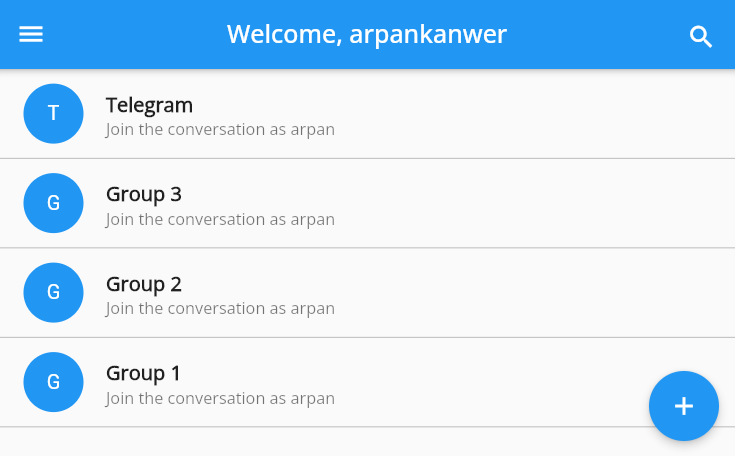 Welcome, arpankanwer
T
Telegram
Join the conversation as arpan
G
Group 3
Join the conversation as arpan
G
Group 2
Join the conversation as arpan
G
Group 1
Join the conversation as arpan